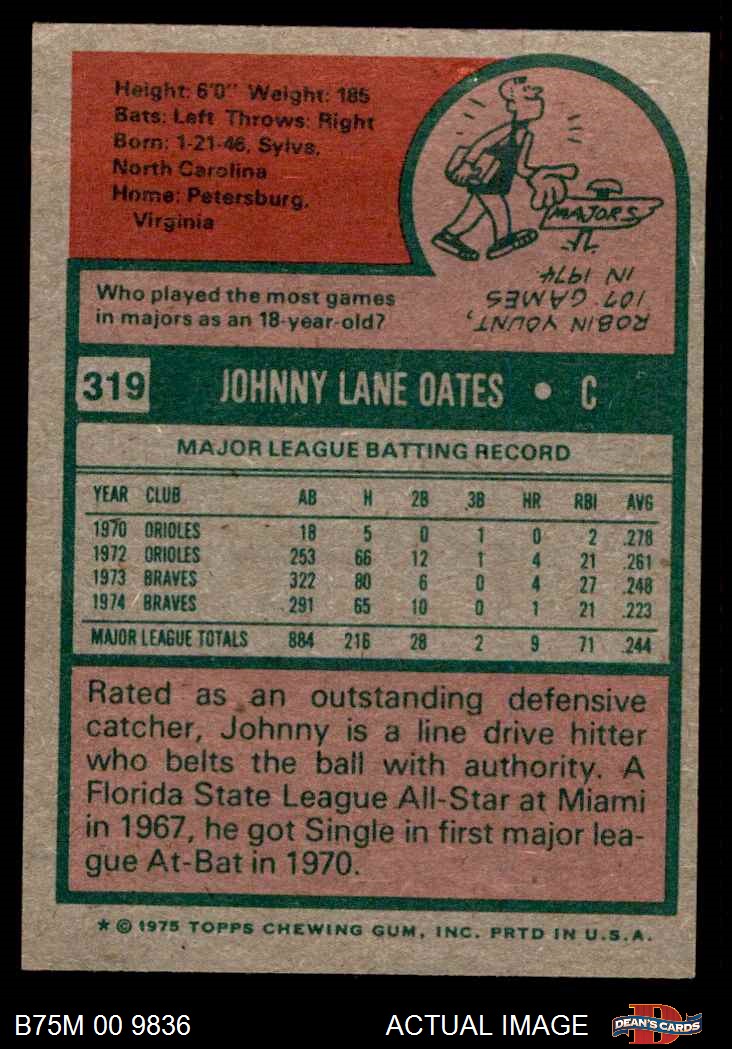 Height: 6'0" Weight: 185
Bats: Left Throws: Right
Born: 1-21-46, Sylva,
North Carolina
Home: Petersburg,
Virginia
MAJORS
Who played the most games
in majors as an 18-year-old?
ROBIN YOUNT,
107 GAMES
IN 1974
319 JOHNNY LANE OATES • C
MAJOR LEAGUE BATTING RECORD
YEAR CLUB AB H 2B 3B HR RBI AVG
1970 ORIOLES 18 5 0 1 0 2 .278
1972 ORIOLES 253 66 12 1 4 21 .261
1973 BRAVES 322 80 6 0 4 27 .248
1974 BRAVES 291 65 10 0 1 21 .223
MAJOR LEAGUE TOTALS 884 216 28 2 9 71 .244
Rated as an outstanding defensive
catcher, Johnny is a line drive hitter
who belts the ball with authority. A
Florida State League All-Star at Miami
in 1967, he got Single in first major lea-
gue At-Bat in 1970.
* © 1975 TOPPS CHEWING GUM, INC. PRTD IN U.S.A.
B75M 00 9836 ACTUAL IMAGE DEAN'S CARDS